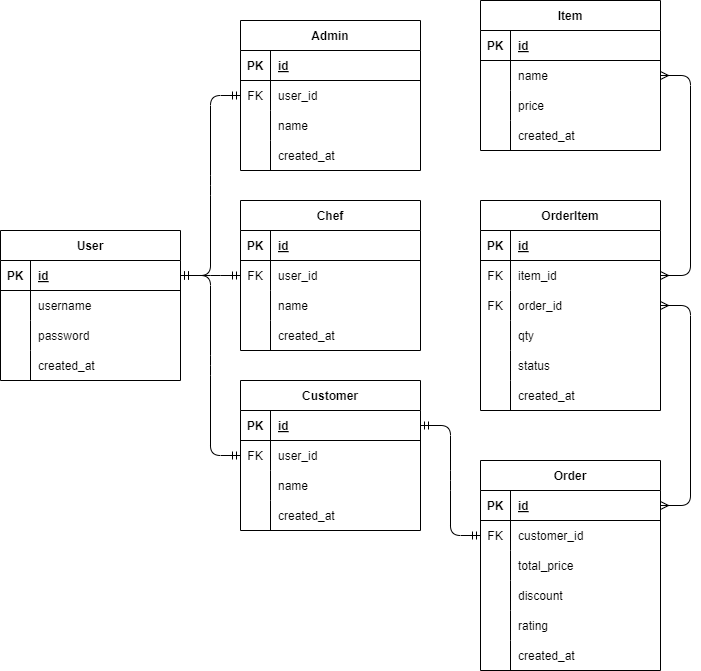 Admin
PK id
FK user_id
name
created_at
Item
PK id
name
price
created_at
User
PK id
username
password
created_at
Chef
PK id
FK user_id
name
created_at
OrderItem
PK id
FK item_id
FK order_id
qty
status
created_at
Customer
PK id
FK user_id
name
created_at
Order
PK id
FK customer_id
total_price
discount
rating
created_at